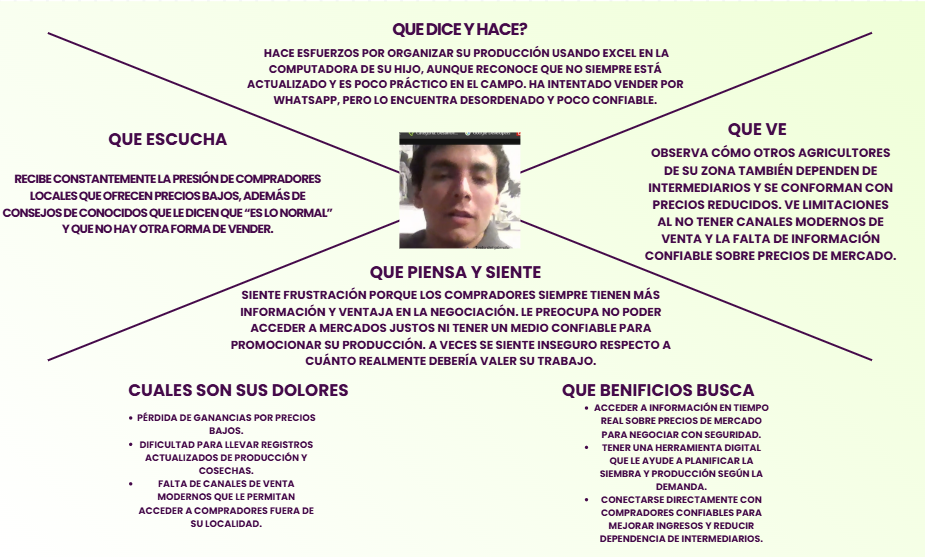 QUE DICE Y HACE?
HACE ESFUERZOS POR ORGANIZAR SU PRODUCCIÓN USANDO EXCEL EN LA
COMPUTADORA DE SU HIJO, AUNQUE RECONOCE QUE NO SIEMPRE ESTÁ
ACTUALIZADO Y ES POCO PRÁCTICO EN EL CAMPO. HA INTENTADO VENDER POR
WHATSAPP, PERO LO ENCUENTRA DESORDENADO Y POCO CONFIABLE.
QUE ESCUCHA
RECIBE CONSTANTEMENTE LA PRESIÓN DE COMPRADORES
LOCALES QUE OFRECEN PRECIOS BAJOS, ADEMÁS DE
CONSEJOS DE CONOCIDOS QUE LE DICEN QUE “ES LO NORMAL”
Y QUE NO HAY OTRA FORMA DE VENDER.
QUE VE
OBSERVA CÓMO OTROS AGRICULTORES
DE SU ZONA TAMBIÉN DEPENDEN DE
INTERMEDIARIOS Y SE CONFORMAN CON
PRECIOS REDUCIDOS. VE LIMITACIONES
AL NO TENER CANALES MODERNOS DE
VENTA Y LA FALTA DE INFORMACIÓN
CONFIABLE SOBRE PRECIOS DE MERCADO.
QUE PIENSA Y SIENTE
SIENTE FRUSTRACIÓN PORQUE LOS COMPRADORES SIEMPRE TIENEN MÁS
INFORMACIÓN Y VENTAJA EN LA NEGOCIACIÓN. LE PREOCUPA NO PODER
ACCEDER A MERCADOS JUSTOS NI TENER UN MEDIO CONFIABLE PARA
PROMOCIONAR SU PRODUCCIÓN. A VECES SE SIENTE INSEGURO RESPECTO A
CUÁNTO REALMENTE DEBERÍA VALER SU TRABAJO.
CUALES SON SUS DOLORES
• PÉRDIDA DE GANANCIAS POR PRECIOS
BAJOS.
• DIFICULTAD PARA LLEVAR REGISTROS
ACTUALIZADOS DE PRODUCCIÓN Y
COSECHAS.
• FALTA DE CANALES DE VENTA
MODERNOS QUE LE PERMITAN
ACCEDER A COMPRADORES FUERA DE
SU LOCALIDAD.
QUE BENIFICIOS BUSCA
• ACCEDER A INFORMACIÓN EN TIEMPO
REAL SOBRE PRECIOS DE MERCADO
PARA NEGOCIAR CON SEGURIDAD.
• TENER UNA HERRAMIENTA DIGITAL
QUE LE AYUDE A PLANIFICAR LA
SIEMBRA Y PRODUCCIÓN SEGÚN LA
DEMANDA.
• CONECTARSE DIRECTAMENTE CON
COMPRADORES CONFIABLES PARA
MEJORAR INGRESOS Y REDUCIR
DEPENDENCIA DE INTERMEDIARIOS.